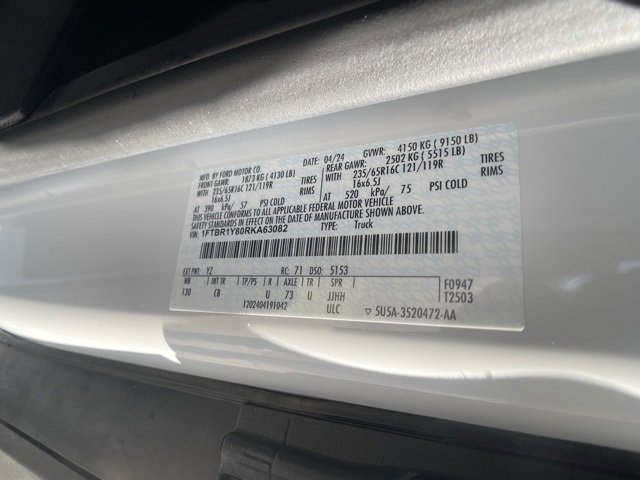 MFD. BY FORD MOTOR CO.
DATE: 04/24 GVWR: 4150 KG ( 9150 LB)
FRONT GAWR: 1873 KG ( 4130 LB) REAR GAWR: 2502 KG ( 5515 LB)
WITH 235/65R16C 121/119R TIRES WITH 235/65R16C 121/119R TIRES
16x6.5J RIMS 16x6.5J RIMS
AT 390 kPa/ 57 PSI COLD AT 520 kPa/ 75 PSI COLD
THIS VEHICLE CONFORMS TO ALL APPLICABLE FEDERAL MOTOR VEHICLE
SAFETY STANDARDS IN EFFECT ON THE DATE OF MANUFACTURE SHOWN ABOVE.
VIN: 1FTBR1Y80RKA63082 TYPE: Truck
EXT PNT: YZ RC: 71 DSO: 5153
WB INT TR TP/PS R AXLE TR SPR F0947
130 CB U 73 U JJHH T2503
1202404191042 ULC ▽ 5U5A-3520472-AA